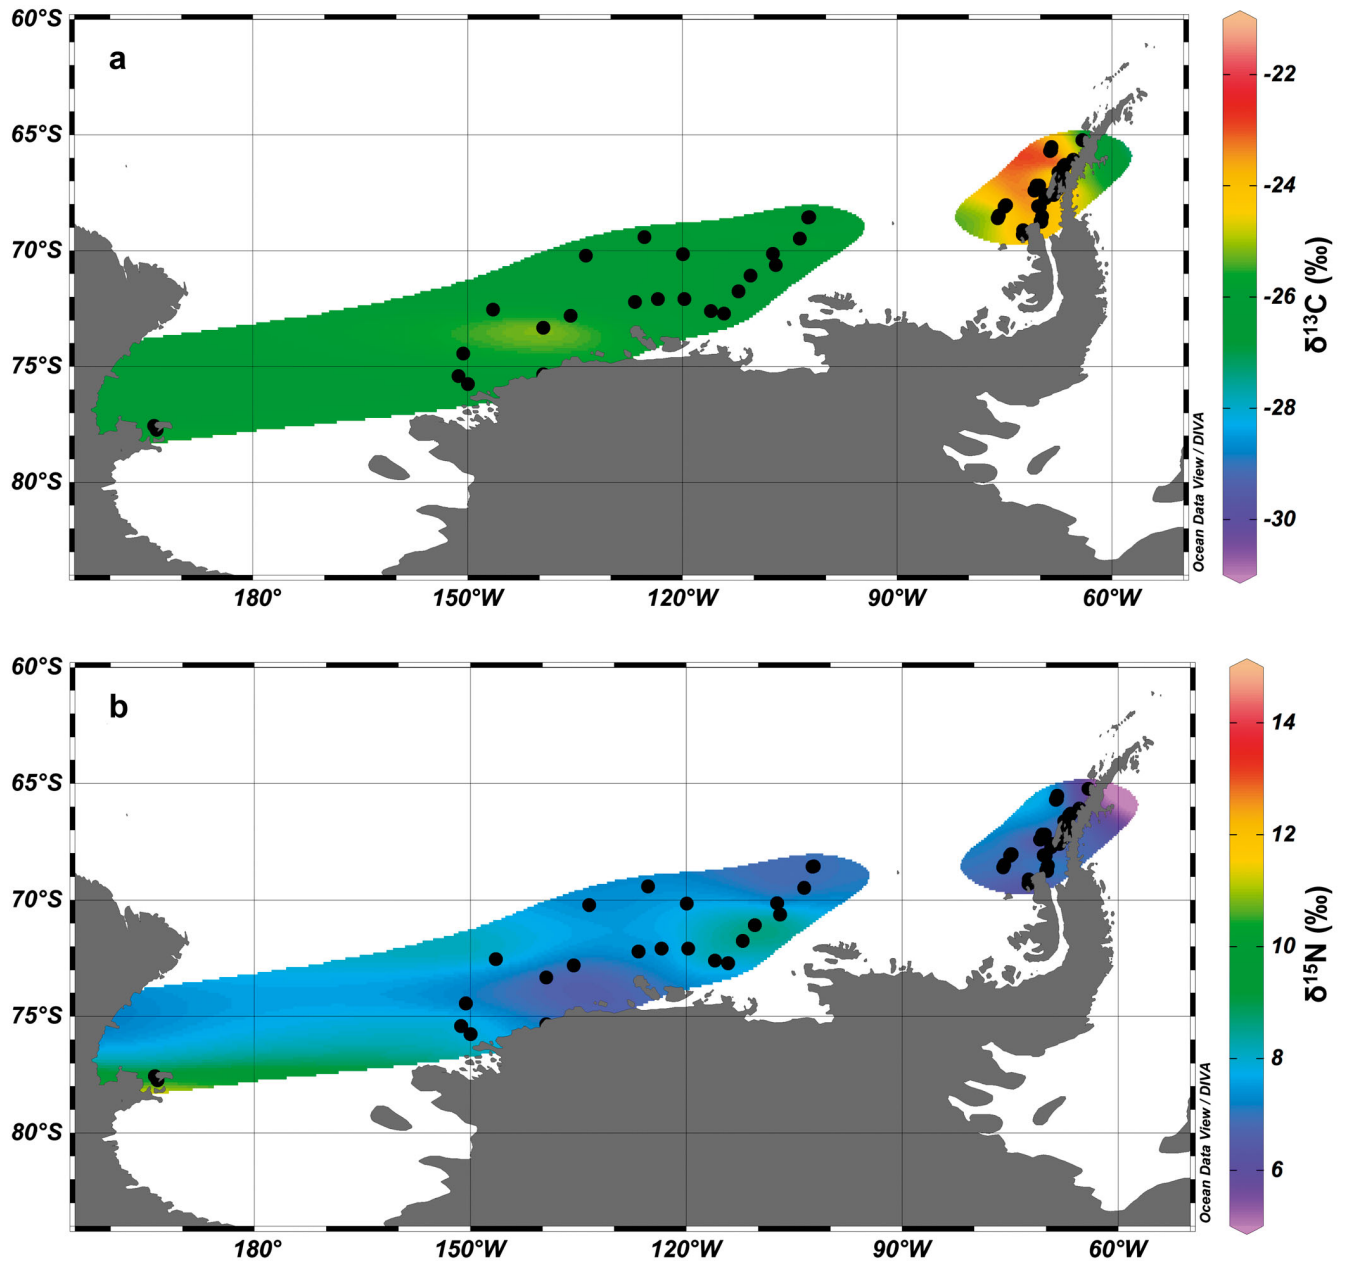 a
60°S
65°S
70°S
75°S
80°S
180°
150°W
120°W
90°W
60°W
Ocean Data View / DIVA
-22
-24
-26
-28
-30
δ¹³C (‰)
b
60°S
65°S
70°S
75°S
80°S
180°
150°W
120°W
90°W
60°W
Ocean Data View / DIVA
14
12
10
8
6
δ¹⁵N (‰)